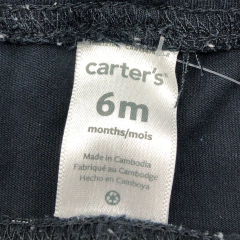 carter's
6m
months/mois
Made in Cambodia
Fabriqué au Cambodge
Hecho en Camboya